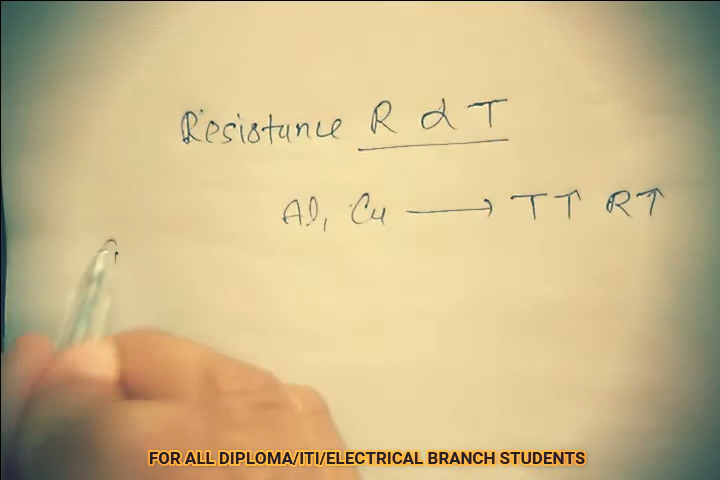 Resistance R α T
Al, Cu → T↑ R↑
FOR ALL DIPLOMA/ITI/ELECTRICAL BRANCH STUDENTS